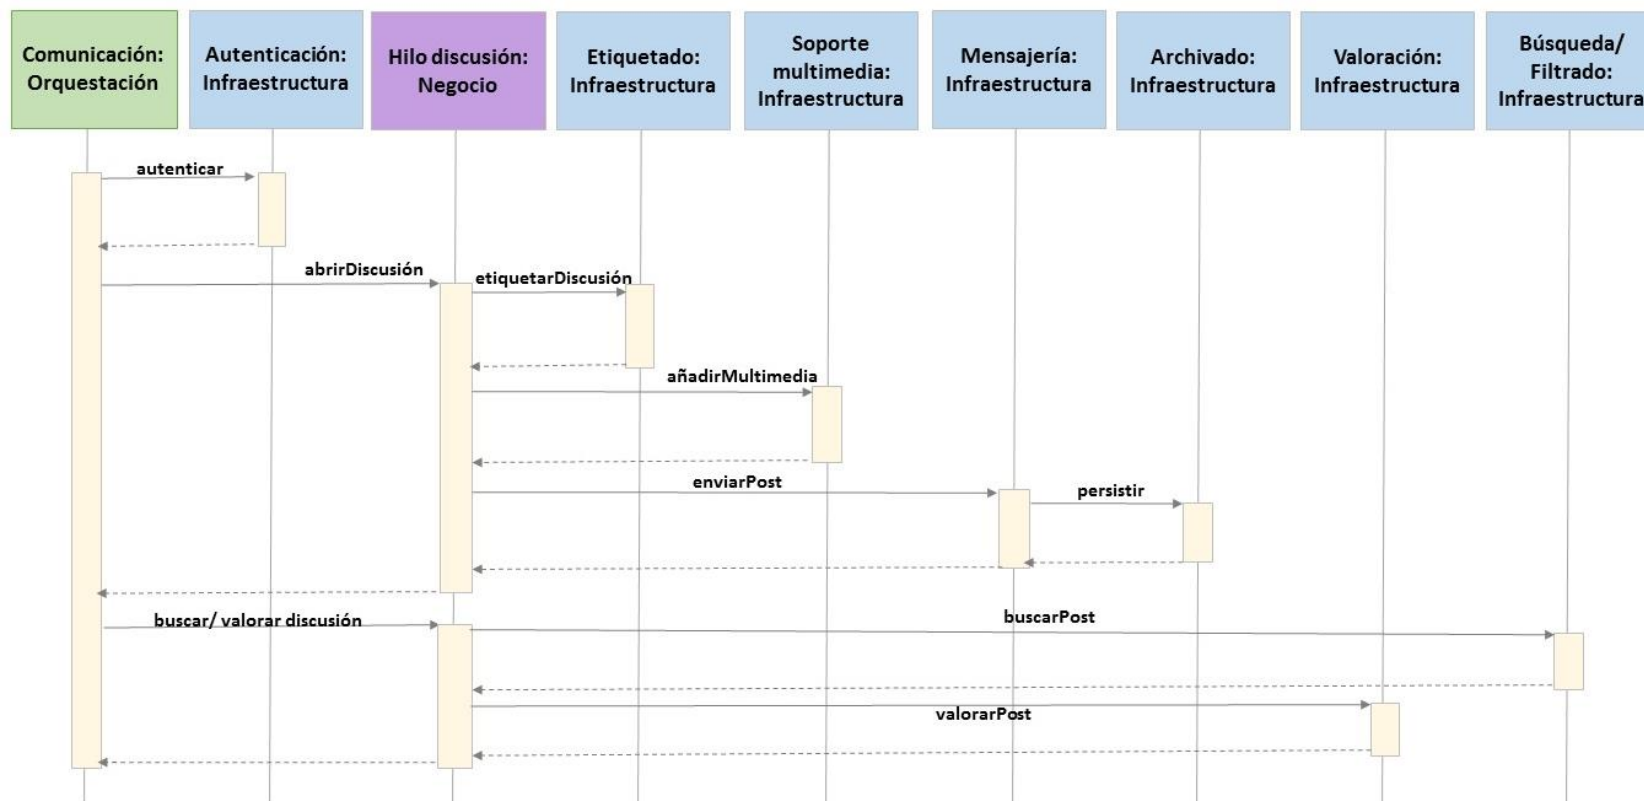 Comunicación:
Orquestación
Autenticación:
Infraestructura
Hilo discusión:
Negocio
Etiquetado:
Infraestructura
Soporte
multimedia:
Infraestructura
Mensajería:
Infraestructura
Archivado:
Infraestructura
Valoración:
Infraestructura
Búsqueda/
Filtrado:
Infraestructura
autenticar
abrirDiscusión
etiquetarDiscusión
añadirMultimedia
enviarPost
persistir
buscar/ valorar discusión
buscarPost
valorarPost